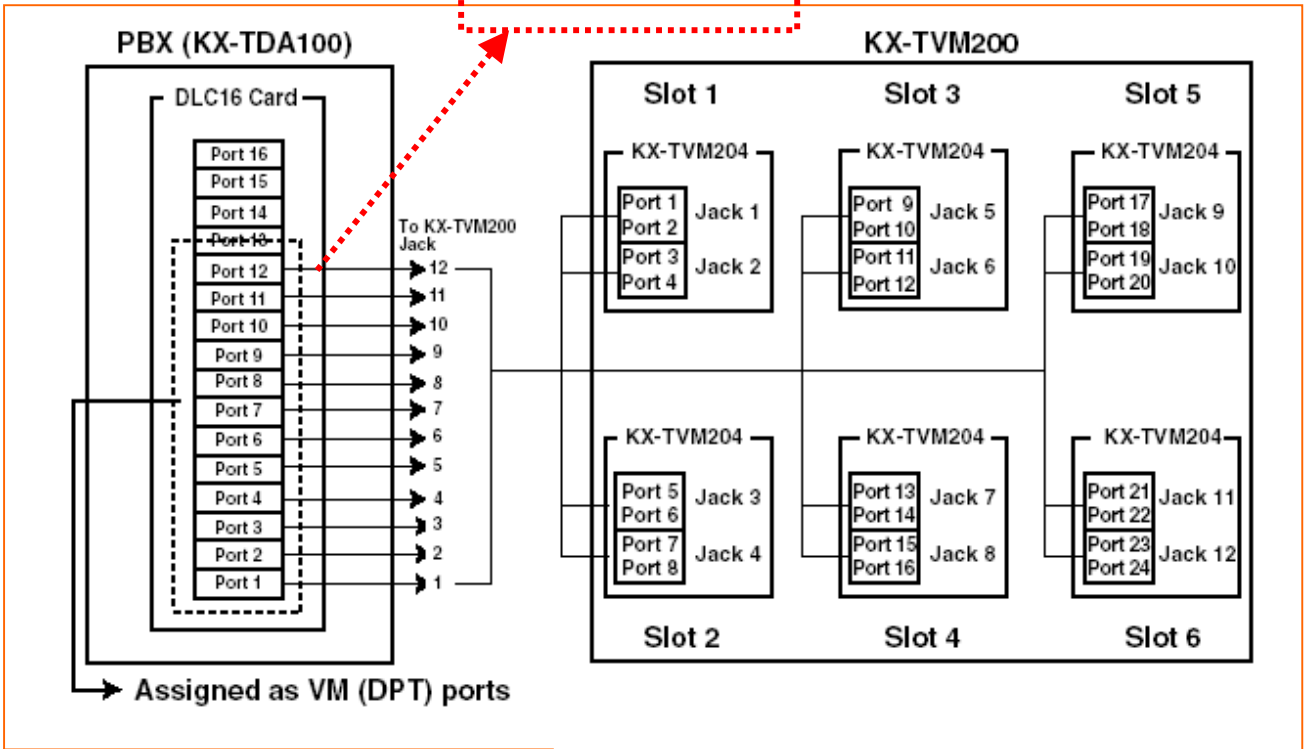 PBX (KX-TDA100)
DLC16 Card
Port 16
Port 15
Port 14
Port 13
Port 12
Port 11
Port 10
Port 9
Port 8
Port 7
Port 6
Port 5
Port 4
Port 3
Port 2
Port 1
To KX-TVM200
Jack
12
11
10
9
8
7
6
5
4
3
2
1
Assigned as VM (DPT) ports
KX-TVM200
Slot 1
KX-TVM204
Port 1
Port 2
Jack 1
Port 3
Port 4
Jack 2
Slot 3
KX-TVM204
Port 9
Port 10
Jack 5
Port 11
Port 12
Jack 6
Slot 5
KX-TVM204
Port 17
Port 18
Jack 9
Port 19
Port 20
Jack 10
KX-TVM204
Port 5
Port 6
Jack 3
Port 7
Port 8
Jack 4
Slot 2
KX-TVM204
Port 13
Port 14
Jack 7
Port 15
Port 16
Jack 8
Slot 4
KX-TVM204
Port 21
Port 22
Jack 11
Port 23
Port 24
Jack 12
Slot 6